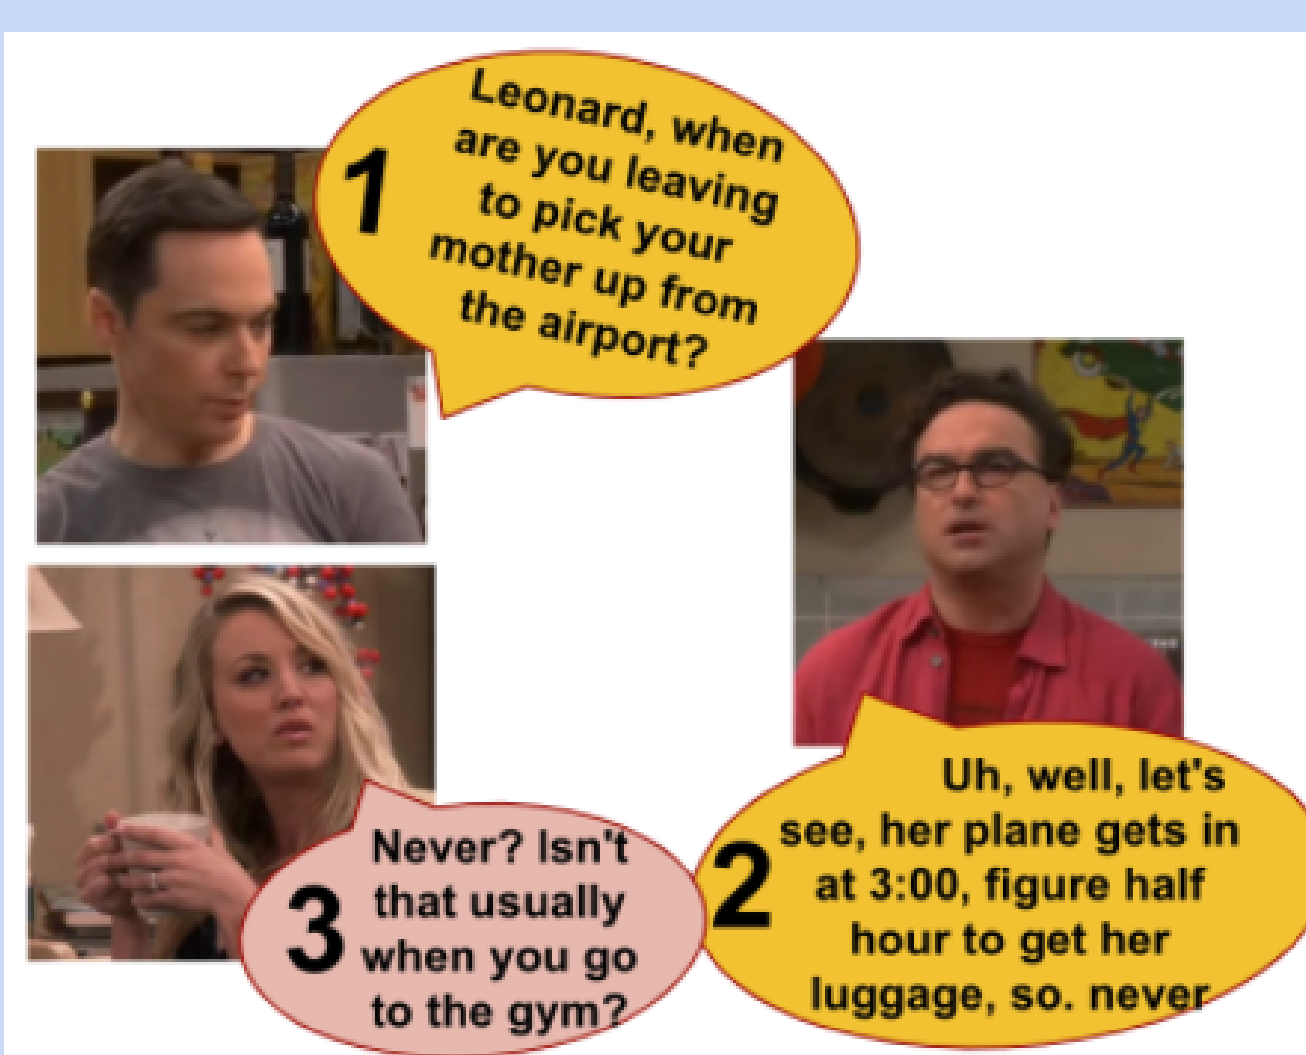 1
Leonard, when
are you leaving
to pick your
mother up from
the airport?
2
Uh, well, let's
see, her plane gets in
at 3:00, figure half
hour to get her
luggage, so. never
3
Never? Isn't
that usually
when you go
to the gym?